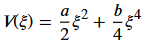 V(ξ) = a/2 ξ² + b/4 ξ⁴